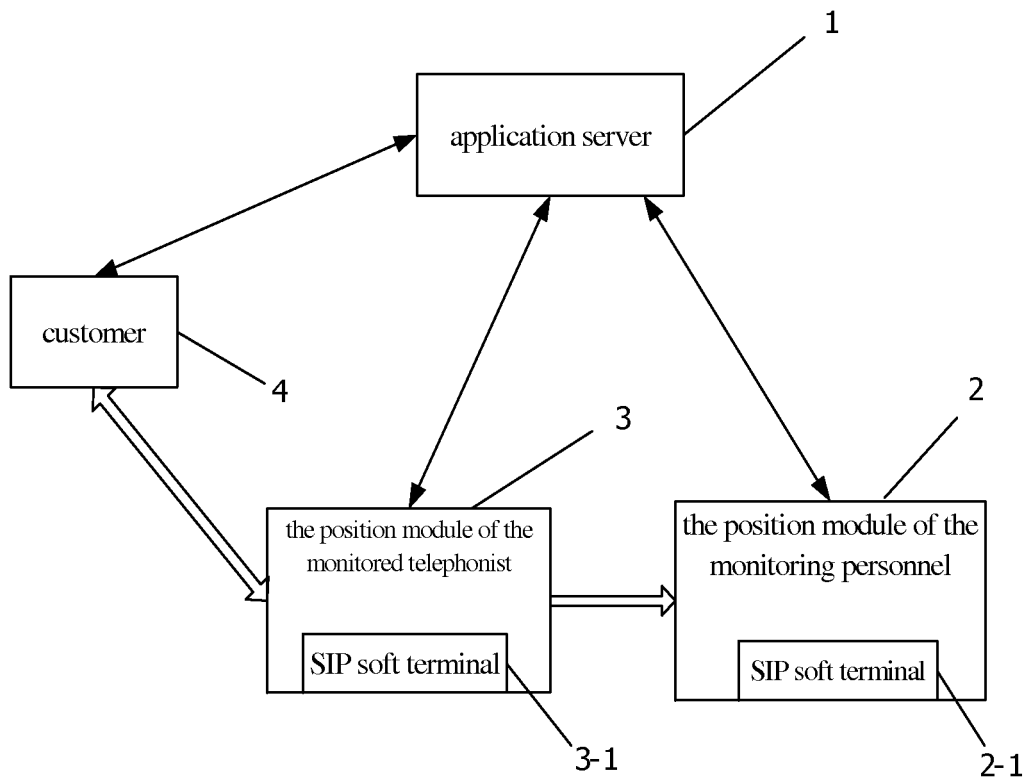 1
application server
customer
4
3
2
the position module of the
monitored telephonist
the position module of the
monitoring personnel
SIP soft terminal
SIP soft terminal
3-1
2-1